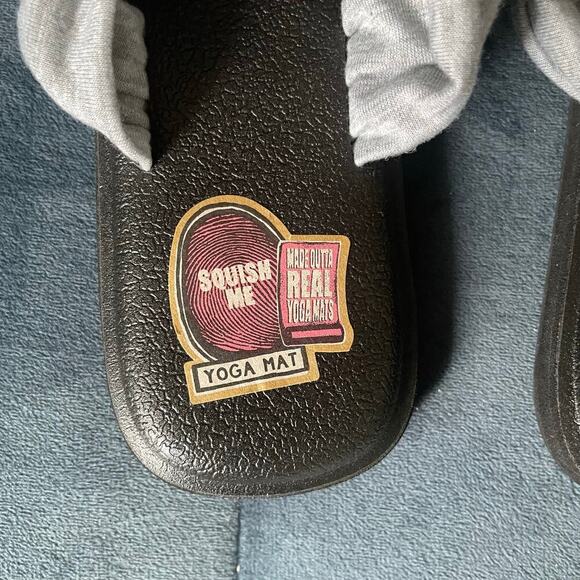 SQUISH
ME
MADE OUTTA
REAL
YOGA MATS
YOGA MAT